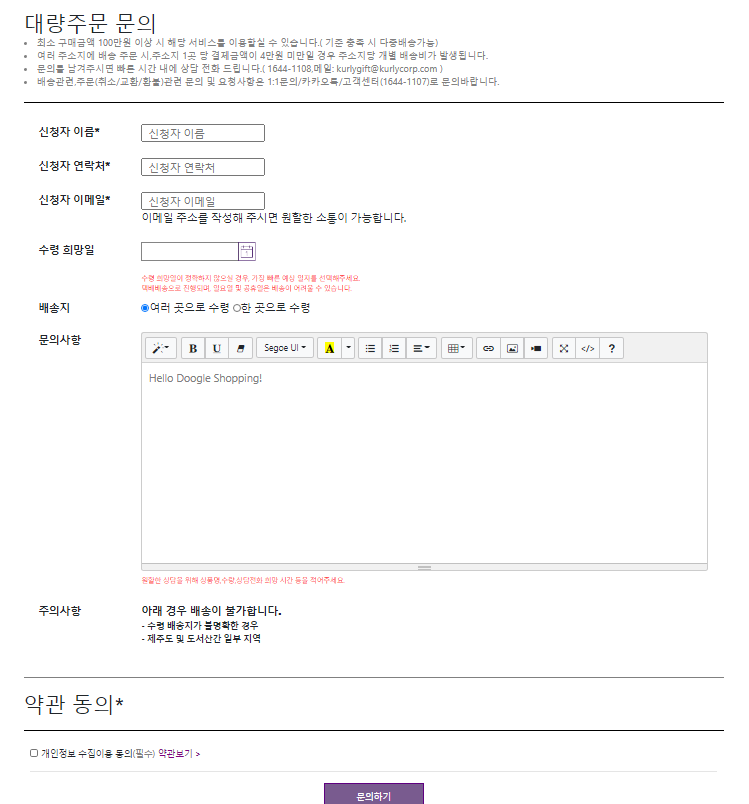 대량주문 문의
최소 구매금액 100만원 이상 시 해당 서비스를 이용할실 수 있습니다.( 기준 충족 시 다중배송가능)
여러 주소지에 배송 주문 시,주소지 1곳 당 결제금액이 4만원 미만일 경우 주소지당 개별 배송비가 발생됩니다.
문의를 남겨주시면 빠른 시간 내에 상담 전화 드립니다.( 1644-1108,메일: kurlygift@kurlycorp.com )
배송관련,주문(취소/교환/환불)관련 문의 및 요청사항은 1:1문의/카카오톡/고객센터(1644-1107)로 문의바랍니다.
신청자 이름* 신청자 이름
신청자 연락처* 신청자 연락처
신청자 이메일* 신청자 이메일
이메일 주소를 작성해 주시면 원할한 소통이 가능합니다.
수령 희망일
수령 희망일이 정확하지 않으실 경우, 가장 빠른 예상 일자를 선택해주세요.
택배배송으로 진행되며, 일요일 및 공휴일은 배송이 어려울 수 있습니다.
배송지 여러 곳으로 수령 한 곳으로 수령
문의사항
B U Segoe UI A </> ?
Hello Doogle Shopping!
원할한 상담을 위해 상품명,수량,상담전화 희망 시간 등을 적어주세요.
주의사항 아래 경우 배송이 불가합니다.
- 수령 배송지가 불명확한 경우
- 제주도 및 도서산간 일부 지역
약관 동의*
개인정보 수집이용 동의(필수) 약관보기 >
문의하기